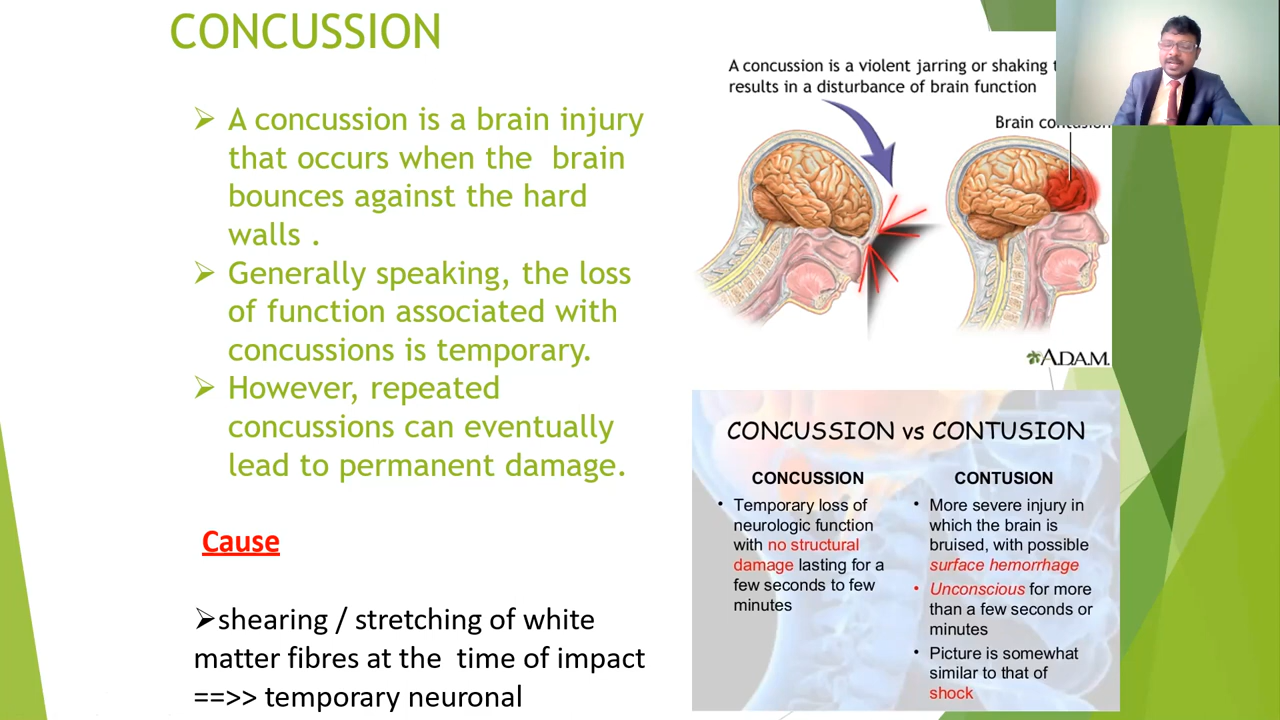 CONCUSSION
➢ A concussion is a brain injury
that occurs when the brain
bounces against the hard
walls .
➢ Generally speaking, the loss
of function associated with
concussions is temporary.
➢ However, repeated
concussions can eventually
lead to permanent damage.
Cause
➢shearing / stretching of white
matter fibres at the time of impact
==>> temporary neuronal
A concussion is a violent jarring or shaking
results in a disturbance of brain function
Brain contusion
A.D.A.M.
CONCUSSION vs CONTUSION
CONCUSSION
• Temporary loss of
neurologic function
with no structural
damage lasting for a
few seconds to few
minutes
CONTUSION
• More severe injury in
which the brain is
bruised, with possible
surface hemorrhage
• Unconscious for more
than a few seconds or
minutes
• Picture is somewhat
similar to that of
shock